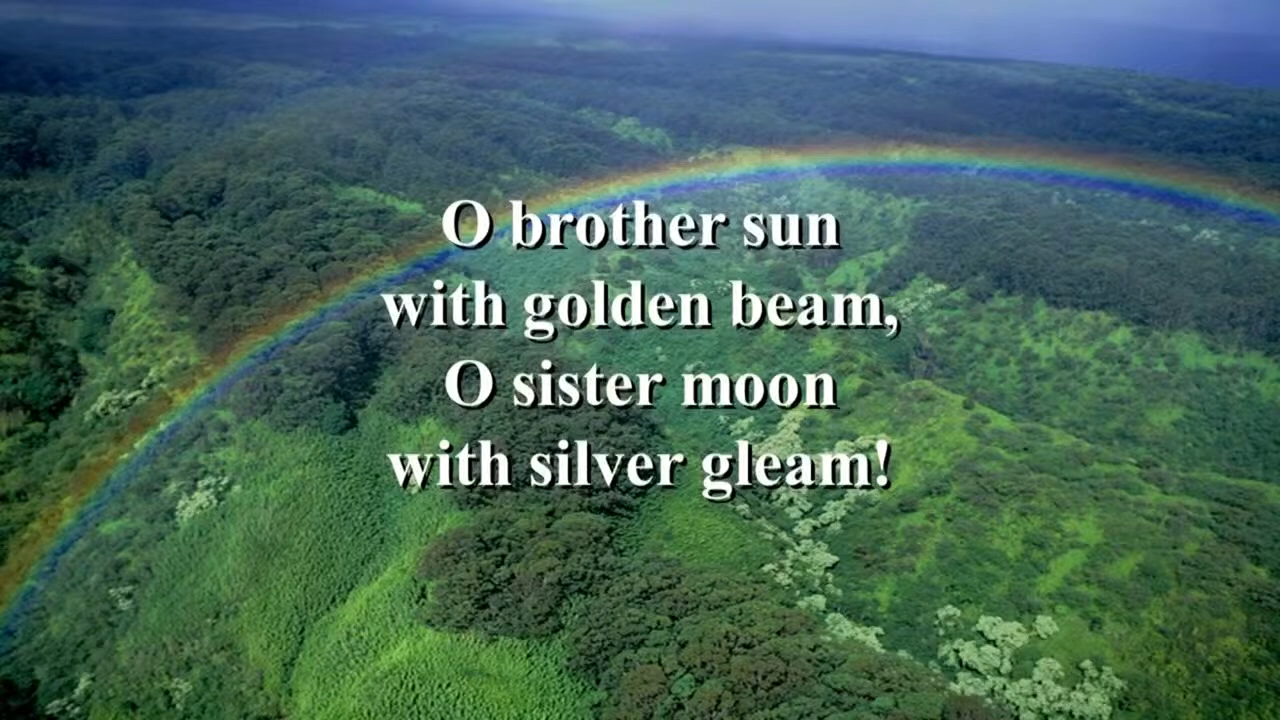 O brother sun
with golden beam,
O sister moon
with silver gleam!